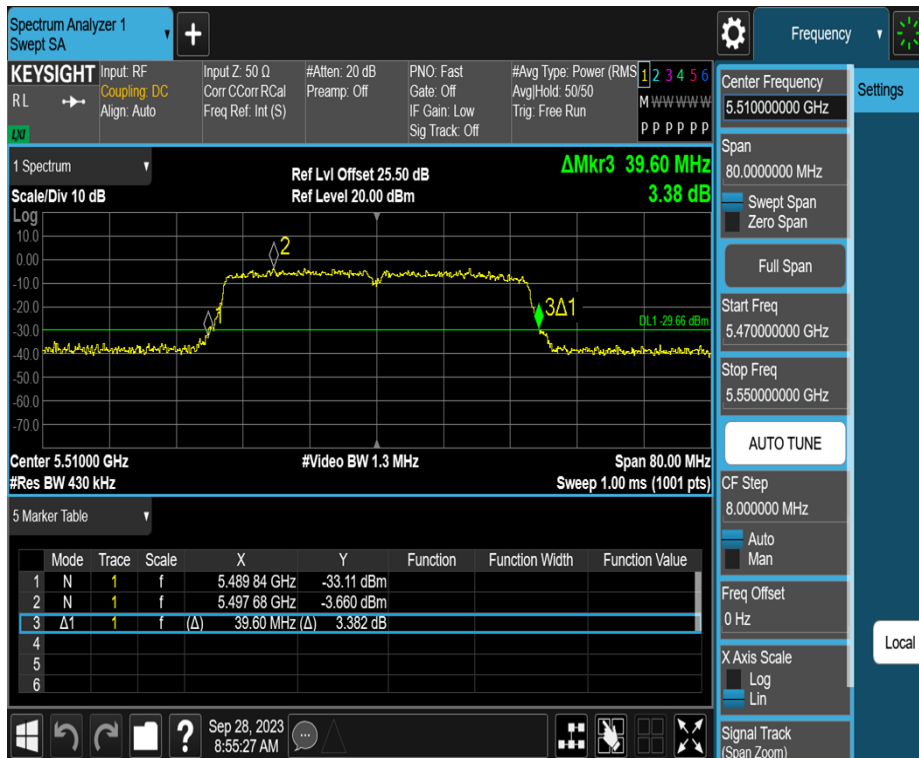 Spectrum Analyzer 1
Swept SA
+
Frequency
KEYSIGHT
RL
LXI
Input: RF
Coupling: DC
Align: Auto
Input Z: 50 Ω
Corr CCorr RCal
Freq Ref: Int (S)
#Atten: 20 dB
Preamp: Off
PNO: Fast
Gate: Off
IF Gain: Low
Sig Track: Off
#Avg Type: Power (RMS
Avg|Hold: 50/50
Trig: Free Run
1 2 3 4 5 6
M W W W W W
P P P P P P
1 Spectrum
Scale/Div 10 dB
Ref Lvl Offset 25.50 dB
Ref Level 20.00 dBm
ΔMkr3 39.60 MHz
3.38 dB
Log
10.0
0.00
-10.0
-20.0
-30.0
-40.0
-50.0
-60.0
-70.0
2
1
3Δ1
DL1 -29.66 dBm
Center 5.51000 GHz
#Video BW 1.3 MHz
Span 80.00 MHz
#Res BW 430 kHz
Sweep 1.00 ms (1001 pts)
5 Marker Table
Mode Trace Scale X Y Function Function Width Function Value
1 N 1 f 5.489 84 GHz -33.11 dBm
2 N 1 f 5.497 68 GHz -3.660 dBm
3 Δ1 1 f (Δ) 39.60 MHz (Δ) 3.382 dB
4
5
6
?
Sep 28, 2023
8:55:27 AM
Center Frequency
5.510000000 GHz
Span
80.0000000 MHz
Swept Span
Zero Span
Full Span
Start Freq
5.470000000 GHz
Stop Freq
5.550000000 GHz
AUTO TUNE
CF Step
8.000000 MHz
Auto
Man
Freq Offset
0 Hz
X Axis Scale
Log
Lin
Signal Track
(Span Zoom)
Settings
Local